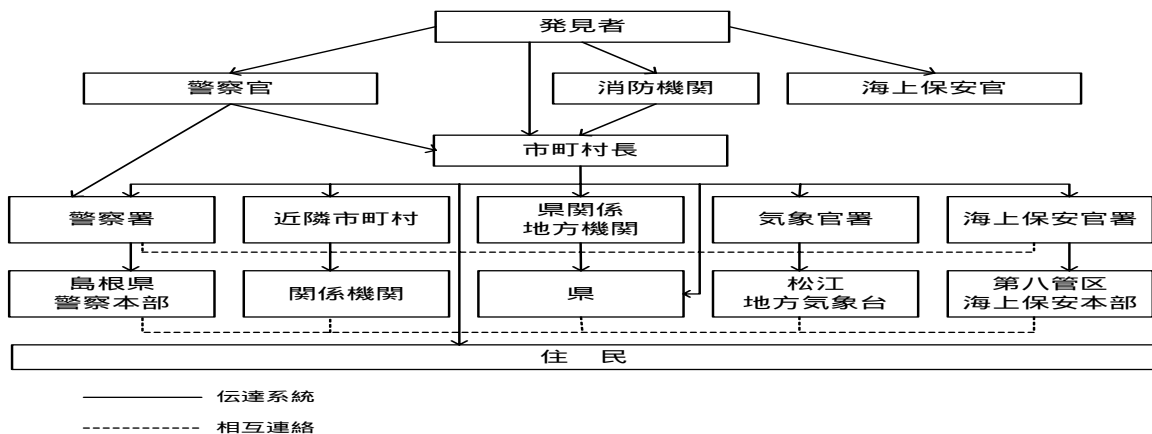 発見者
警察官
消防機関
海上保安官
市町村長
警察署
近隣市町村
県関係
地方機関
気象官署
海上保安官署
島根県
警察本部
関係機関
県
松江
地方気象台
第八管区
海上保安本部
住 民
伝達系統
相互連絡